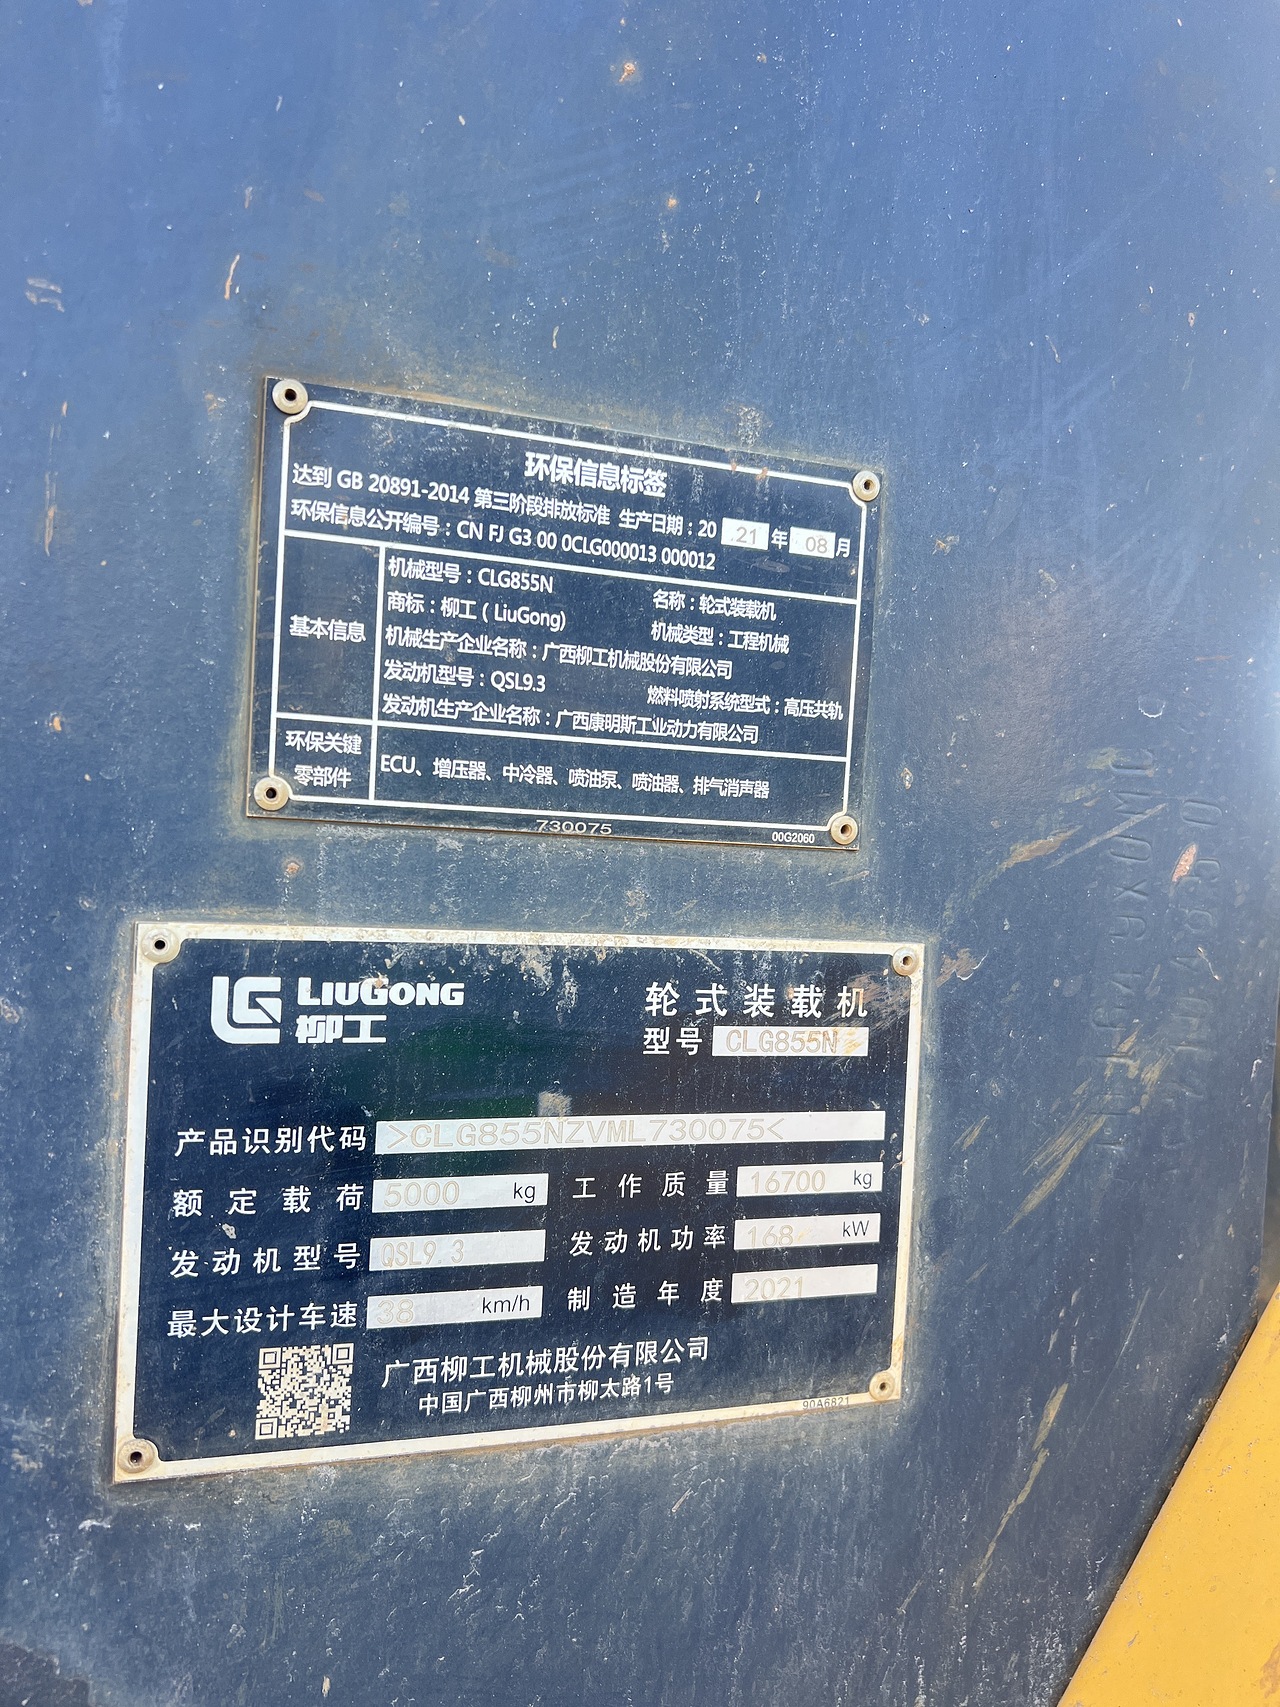 环保信息标签
达到 GB 20891-2014 第三阶段排放标准 生产日期：20 21 年 08 月
环保信息公开编号：CN FJ G3 00 0CLG000013 000012
基本信息
机械型号：CLG855N 名称：轮式装载机
商标：柳工（LiuGong) 机械类型：工程机械
机械生产企业名称：广西柳工机械股份有限公司
发动机型号：QSL9.3 燃料喷射系统型式：高压共轨
发动机生产企业名称：广西康明斯工业动力有限公司
环保关键
零部件
ECU、增压器、中冷器、喷油泵、喷油器、排气消声器
730075 00G2060
LG LIUGONG
柳工
轮式装载机
型号 CLG855N
产品识别代码 >CLG855NZVML730075<
额定载荷 5000 kg 工作质量 16700 kg
发动机型号 QSL9.3 发动机功率 168 kW
最大设计车速 38 km/h 制造年度 2021
广西柳工机械股份有限公司
中国广西柳州市柳太路1号
90A6821